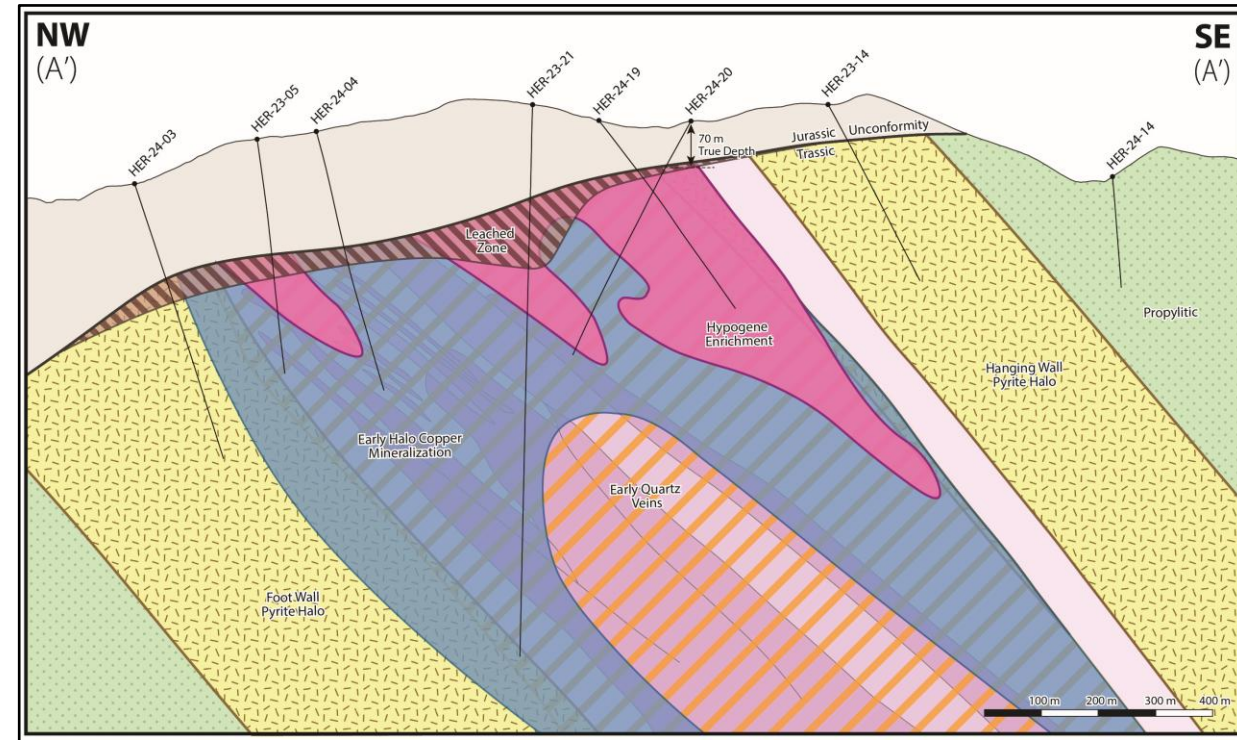 NW
(A’)
SE
(A’)
HER-24-03
HER-23-05
HER-24-04
HER-23-21
HER-24-19
HER-24-20
HER-23-14
HER-24-14
70 m
True Depth
Jurassic Unconformity
Trassic
Leached
Zone
Hypogene
Enrichment
Propylitic
Hanging Wall
Pyrite Halo
Early Halo Copper
Mineralization
Early Quartz
Veins
Foot Wall
Pyrite Halo
100 m 200 m 300 m 400 m